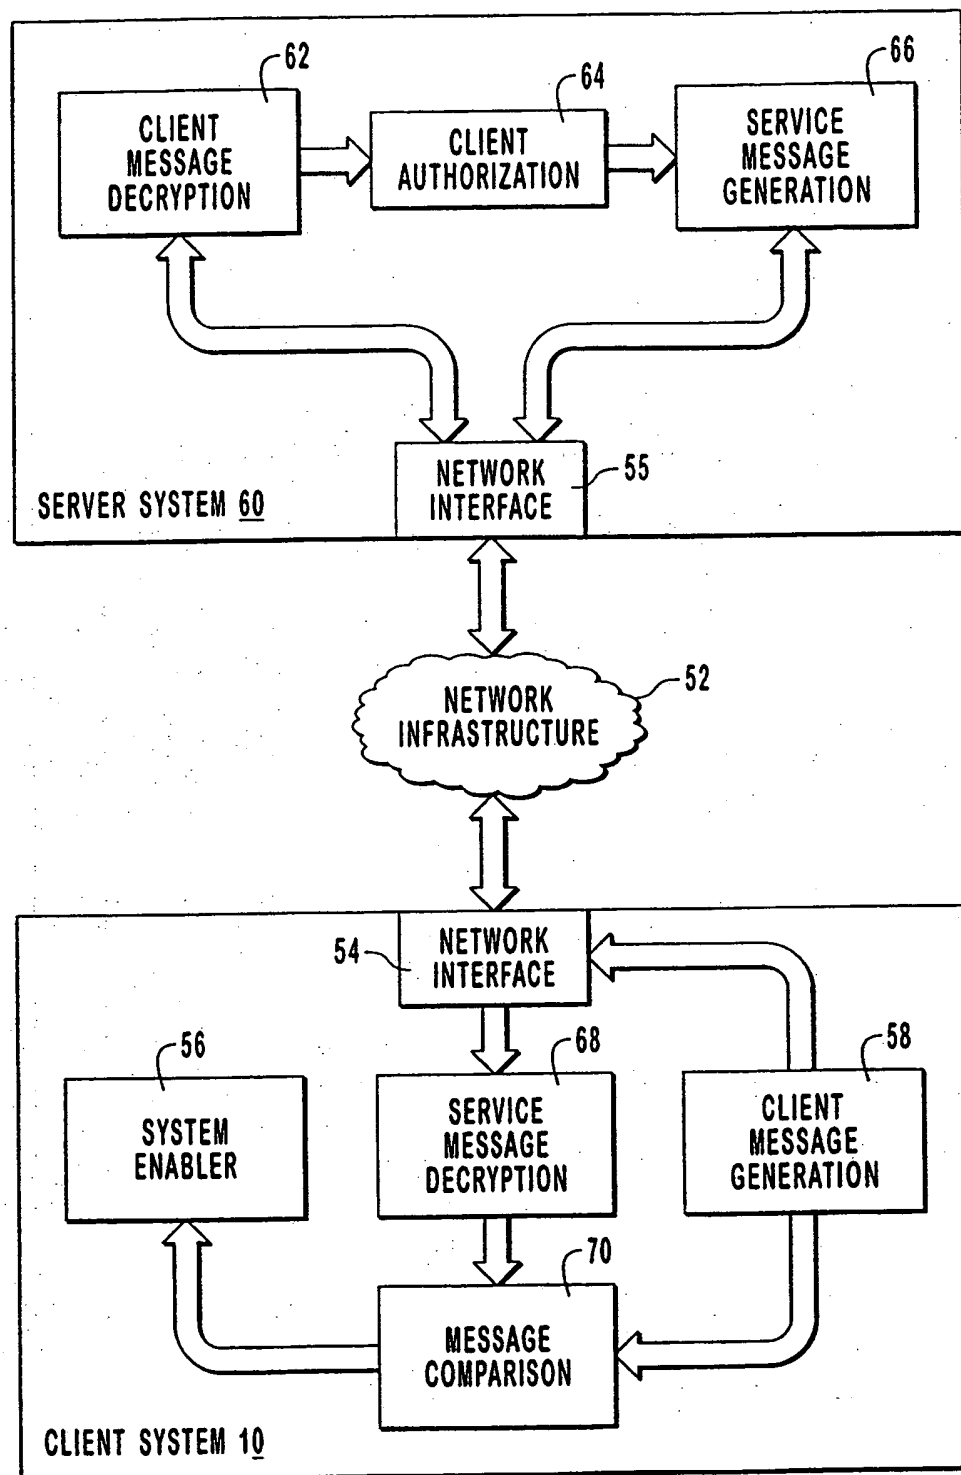 62
CLIENT
MESSAGE
DECRYPTION
64
CLIENT
AUTHORIZATION
66
SERVICE
MESSAGE
GENERATION
NETWORK
INTERFACE
55
SERVER SYSTEM 60
NETWORK
INFRASTRUCTURE
52
NETWORK
INTERFACE
54
56
SYSTEM
ENABLER
68
SERVICE
MESSAGE
DECRYPTION
58
CLIENT
MESSAGE
GENERATION
70
MESSAGE
COMPARISON
CLIENT SYSTEM 10